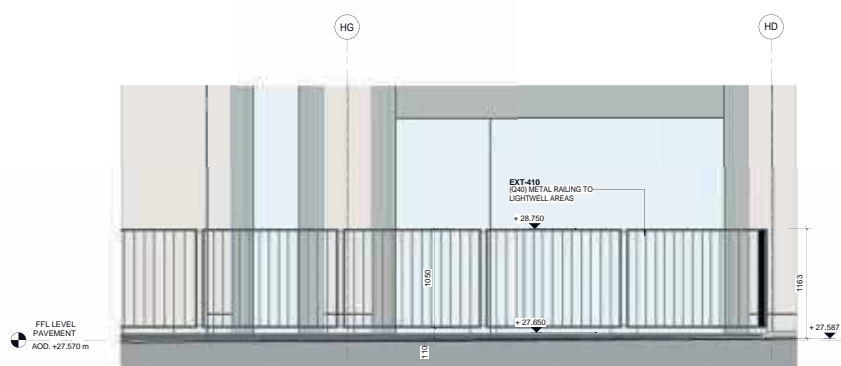 HG
HD
EXT-410
(Q40) METAL RAILING TO
LIGHTWELL AREAS
+ 28.750
1050
1163
+ 27.650
110
FFL LEVEL
PAVEMENT
AOD. +27.570 m
+ 27.587